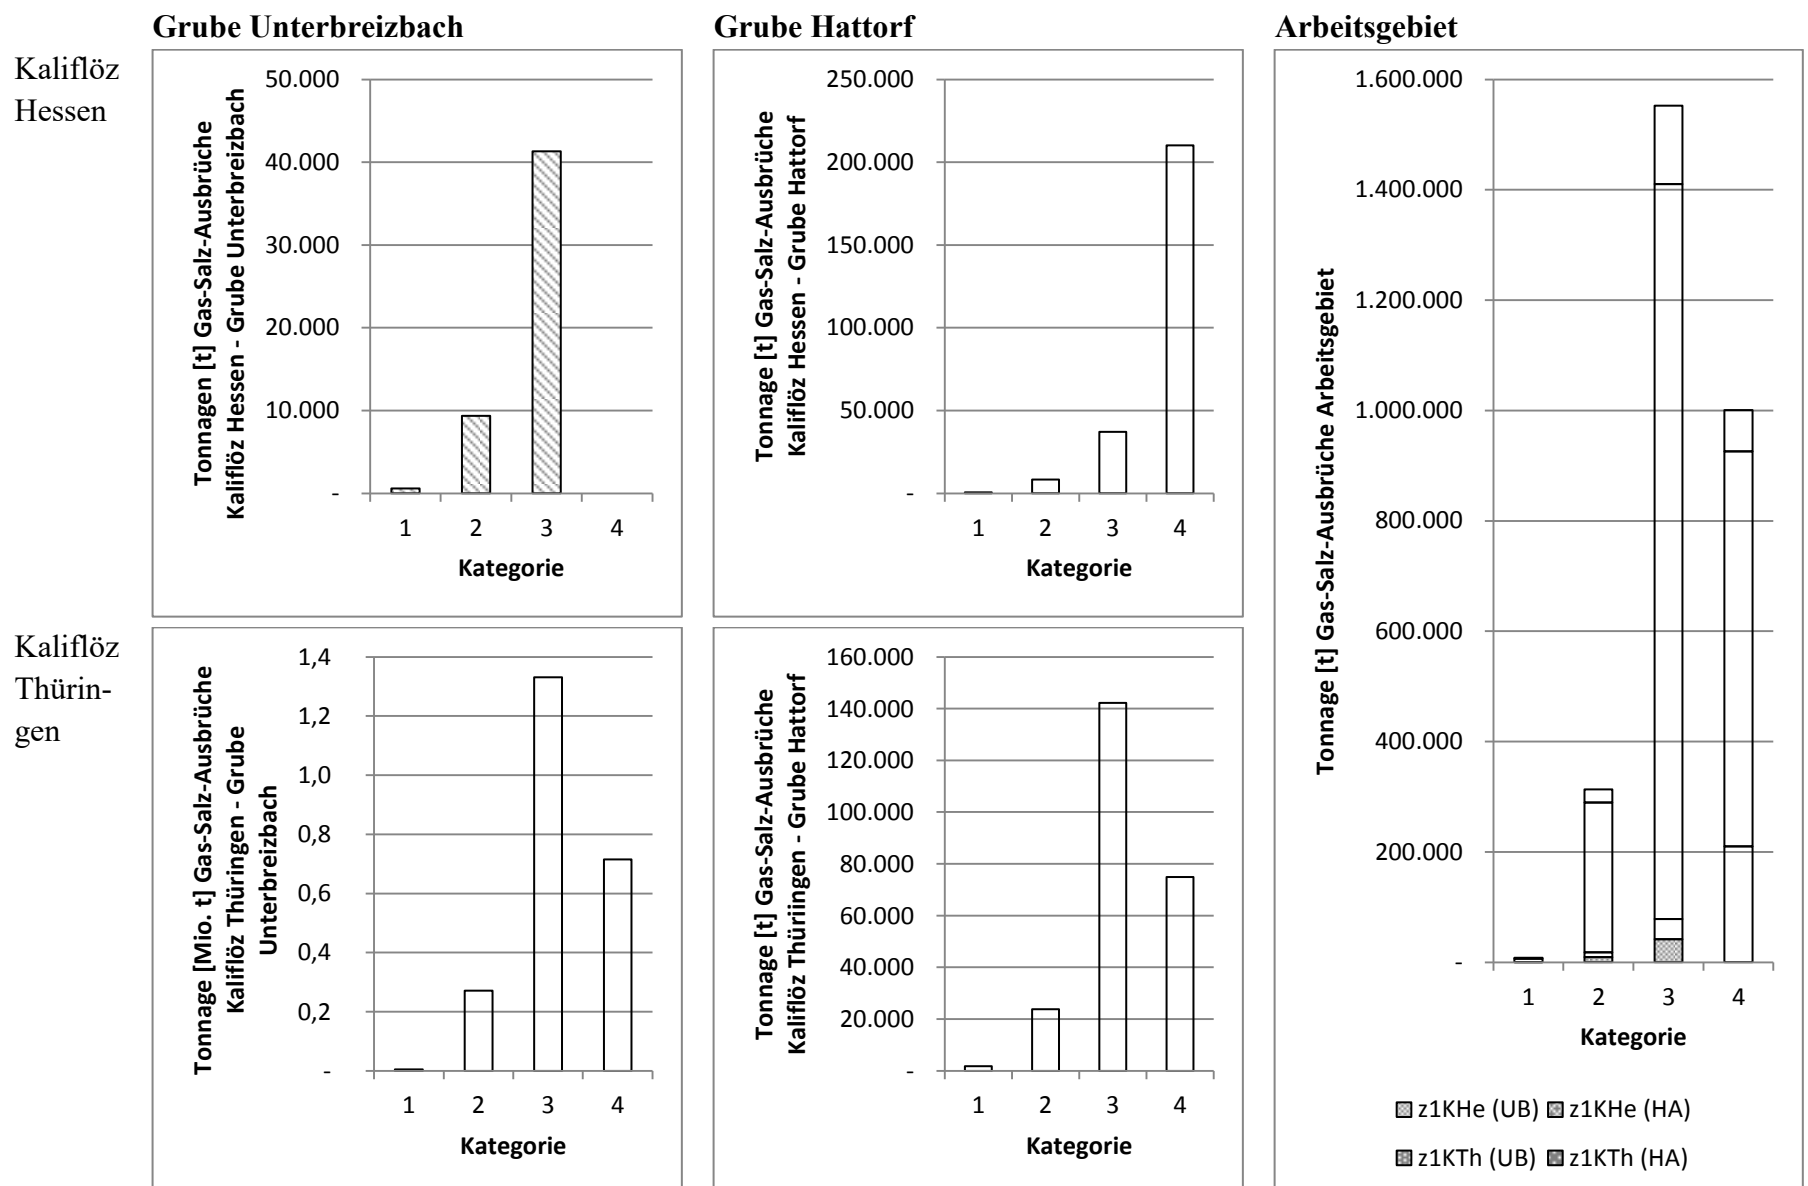 Grube Unterbreizbach
Grube Hattorf
Arbeitsgebiet
Kaliflöz
Hessen
Tonnagen [t] Gas-Salz-Ausbrüche
Kaliflöz Hessen - Grube Unterbreizbach
50.000
40.000
30.000
20.000
10.000
-
1 2 3 4
Kategorie
Tonnage [t] Gas-Salz-Ausbrüche
Kaliflöz Hessen - Grube Hattorf
250.000
200.000
150.000
100.000
50.000
-
1 2 3 4
Kategorie
Tonnage [t] Gas-Salz-Ausbrüche Arbeitsgebiet
1.600.000
1.400.000
1.200.000
1.000.000
800.000
600.000
400.000
200.000
-
1 2 3 4
Kategorie
z1KHe (UB) z1KHe (HA)
z1KTh (UB) z1KTh (HA)
Kaliflöz
Thürin-
gen
Tonnage [Mio. t] Gas-Salz-Ausbrüche
Kaliflöz Thüringen - Grube
Unterbreizbach
1,4
1,2
1,0
0,8
0,6
0,4
0,2
-
1 2 3 4
Kategorie
Tonnage [t] Gas-Salz-Ausbrüche
Kaliflöz Thüriingen - Grube Hattorf
160.000
140.000
120.000
100.000
80.000
60.000
40.000
20.000
-
1 2 3 4
Kategorie